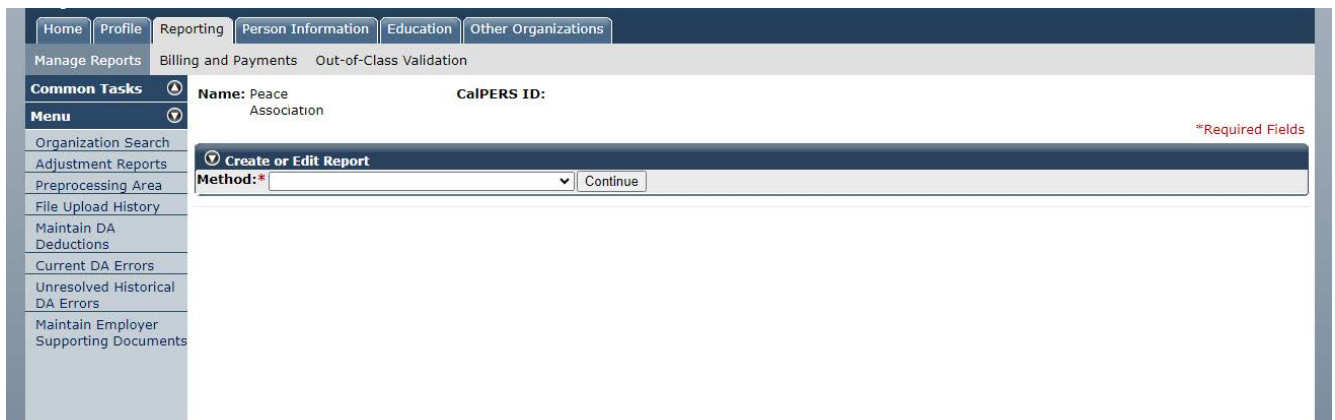 Home Profile Reporting Person Information Education Other Organizations
Manage Reports Billing and Payments Out-of-Class Validation
Common Tasks
Menu
Organization Search
Adjustment Reports
Preprocessing Area
File Upload History
Maintain DA
Deductions
Current DA Errors
Unresolved Historical
DA Errors
Maintain Employer
Supporting Documents
Name: Peace
Association
CalPERS ID:
*Required Fields
Create or Edit Report
Method:* Continue